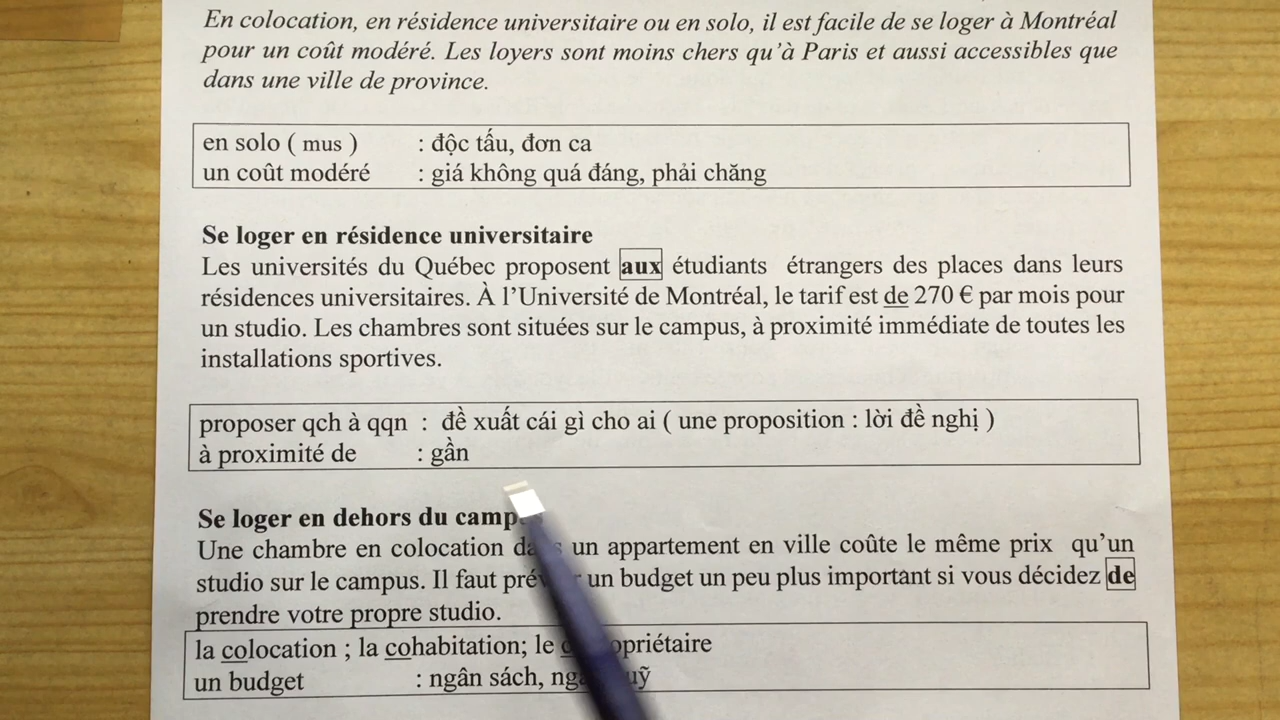 En colocation, en résidence universitaire ou en solo, il est facile de se loger à Montréal
pour un coût modéré. Les loyers sont moins chers qu'à Paris et aussi accessibles que
dans une ville de province.
en solo ( mus ) : độc tấu, đơn ca
un coût modéré : giá không quá đáng, phải chăng
Se loger en résidence universitaire
Les universités du Québec proposent aux étudiants étrangers des places dans leurs
résidences universitaires. À l'Université de Montréal, le tarif est de 270 € par mois pour
un studio. Les chambres sont situées sur le campus, à proximité immédiate de toutes les
installations sportives.
proposer qch à qqn : đề xuất cái gì cho ai ( une proposition : lời đề nghị )
à proximité de : gần
Se loger en dehors du campus
Une chambre en colocation dans un appartement en ville coûte le même prix qu'un
studio sur le campus. Il faut prévoir un budget un peu plus important si vous décidez de
prendre votre propre studio.
la colocation ; la cohabitation; le
un budget : ngân sách,